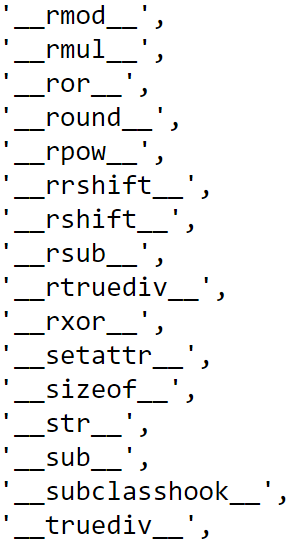 '__rmod__',
'__rmul__',
'__ror__',
'__round__',
'__rpow__',
'__rrshift__',
'__rshift__',
'__rsub__',
'__rtruediv__',
'__rxor__',
'__setattr__',
'__sizeof__',
'__str__',
'__sub__',
'__subclasshook__',
'__truediv__',